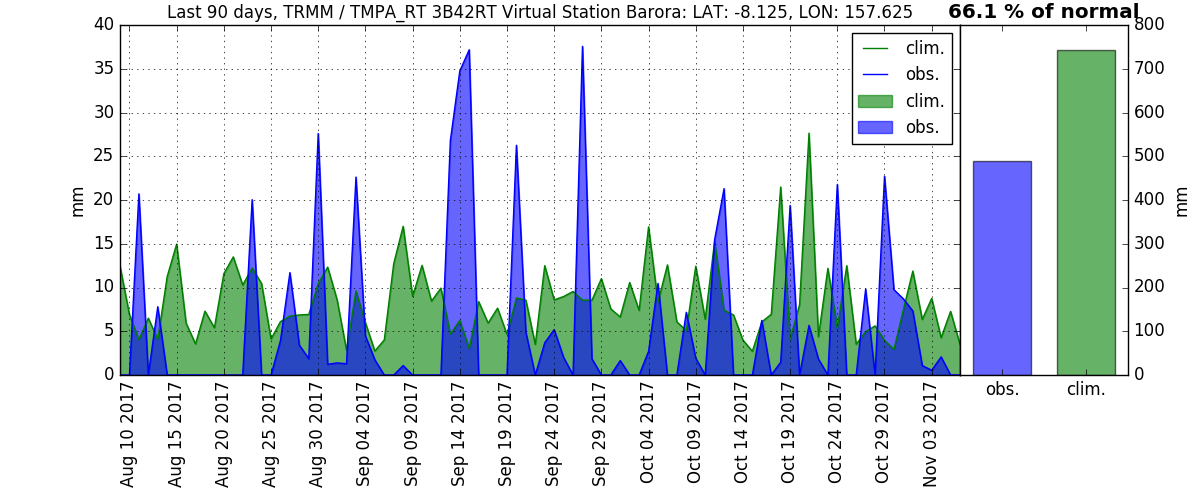 Last 90 days, TRMM / TMPA_RT 3B42RT Virtual Station Barora: LAT: -8.125, LON: 157.625
66.1 % of normal
40
35
30
25
20
15
10
5
0
mm
clim.
obs.
clim.
obs.
Aug 10 2017
Aug 15 2017
Aug 20 2017
Aug 25 2017
Aug 30 2017
Sep 04 2017
Sep 09 2017
Sep 14 2017
Sep 19 2017
Sep 24 2017
Sep 29 2017
Oct 04 2017
Oct 09 2017
Oct 14 2017
Oct 19 2017
Oct 24 2017
Oct 29 2017
Nov 03 2017
obs.
clim.
800
700
600
500
400
300
200
100
0
mm